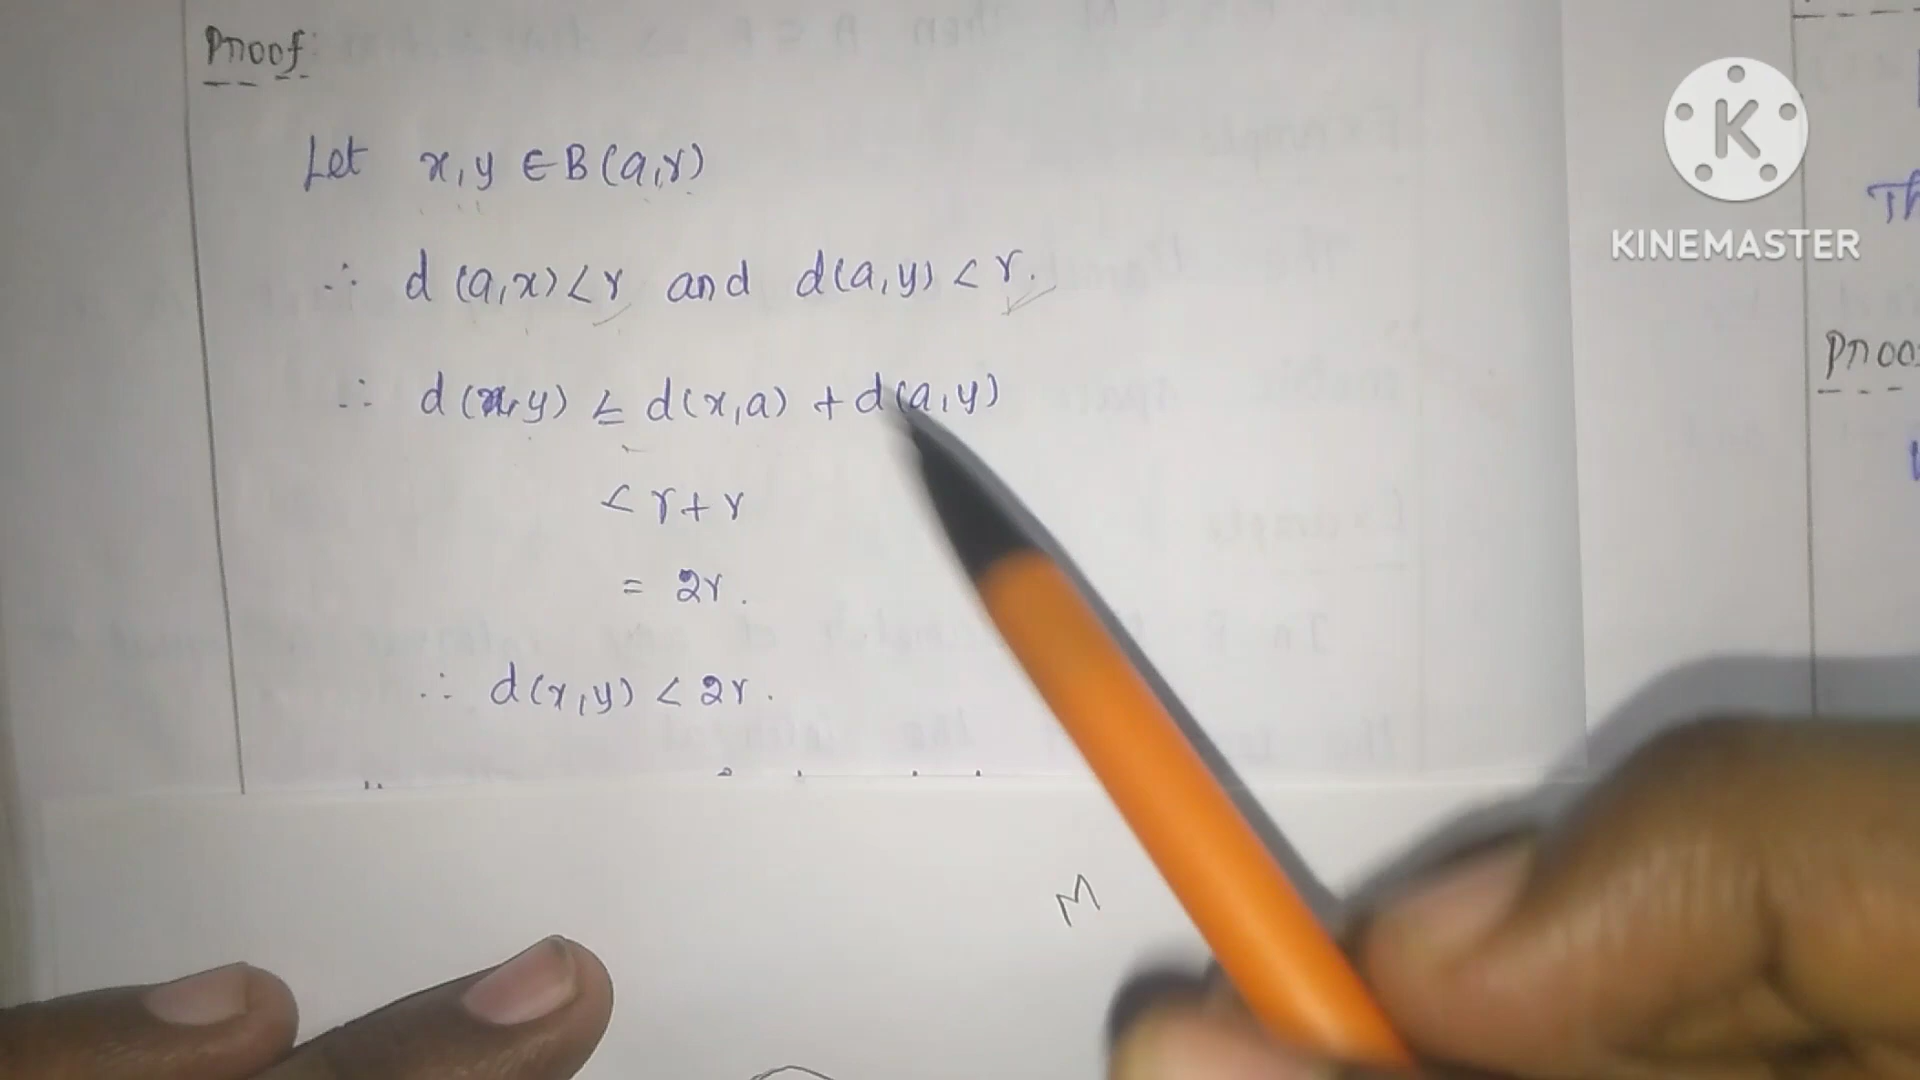 Proof:
Let x, y ∈ B(a,r)
∴ d(a,x) < r and d(a,y) < r.
∴ d(x,y) ≤ d(x,a) + d(a,y)
< r + r
= 2r.
∴ d(x,y) < 2r.
M
K
KINEMASTER
Th
Proo